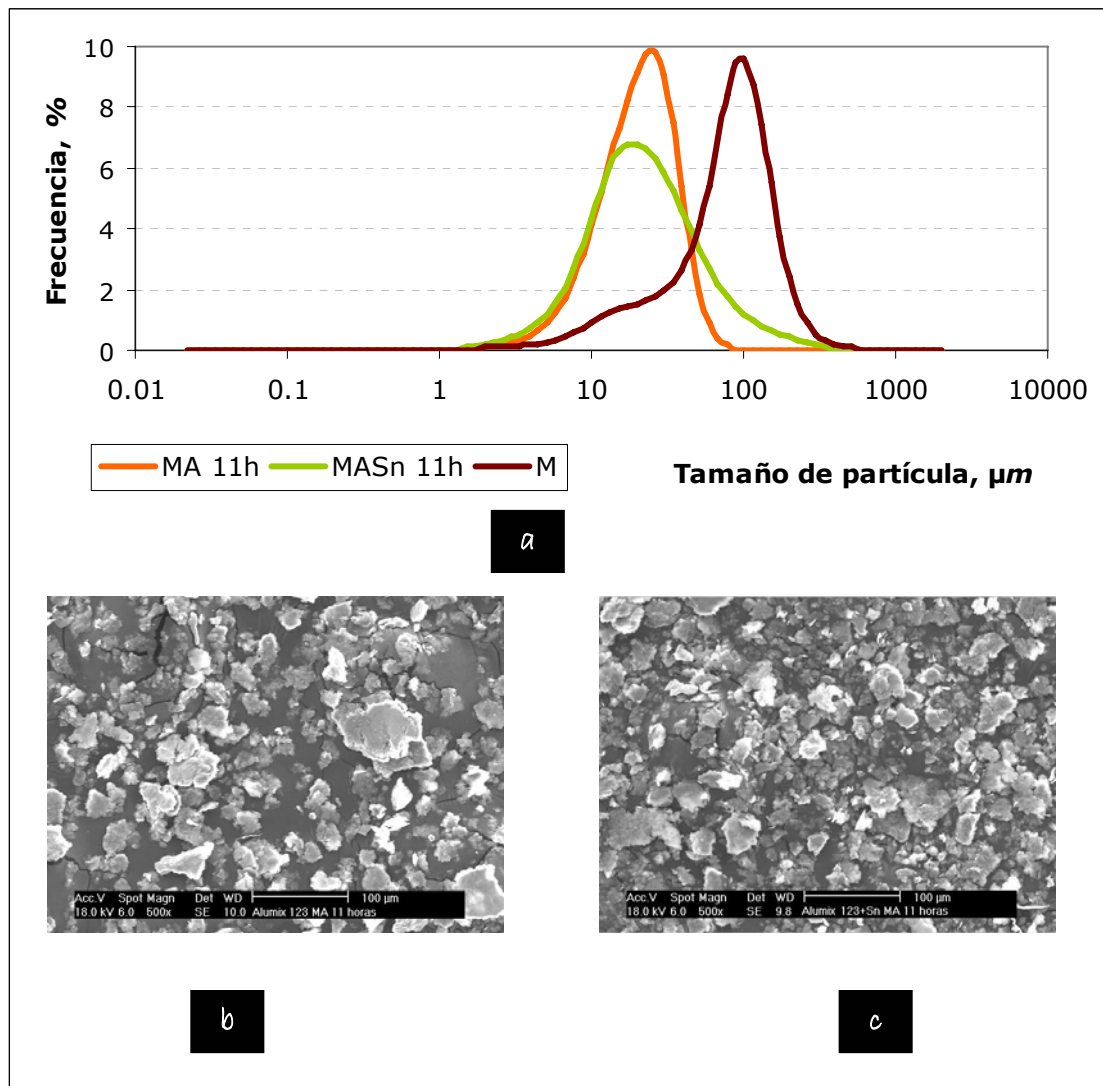 10
8
6
4
2
0
Frecuencia, %
0.01 0.1 1 10 100 1000 10000
MA 11h MASn 11h M
Tamaño de partícula, µm
a
Acc.V Spot Magn Det WD 100 µm
18.0 kV 6.0 500x SE 10.0 Alumix 123 MA 11 horas
Acc.V Spot Magn Det WD 100 µm
18.0 kV 6.0 500x SE 9.8 Alumix 123+Sn MA 11 horas
b
c